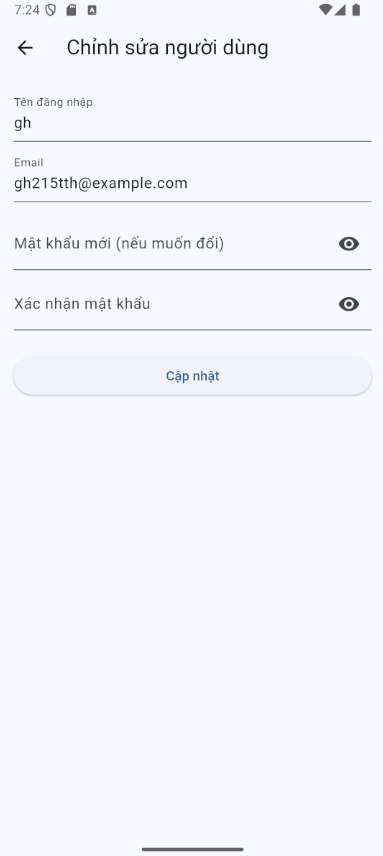 7:24
Chỉnh sửa người dùng
Tên đăng nhập
gh
Email
gh215tth@example.com
Mật khẩu mới (nếu muốn đổi)
Xác nhận mật khẩu
Cập nhật